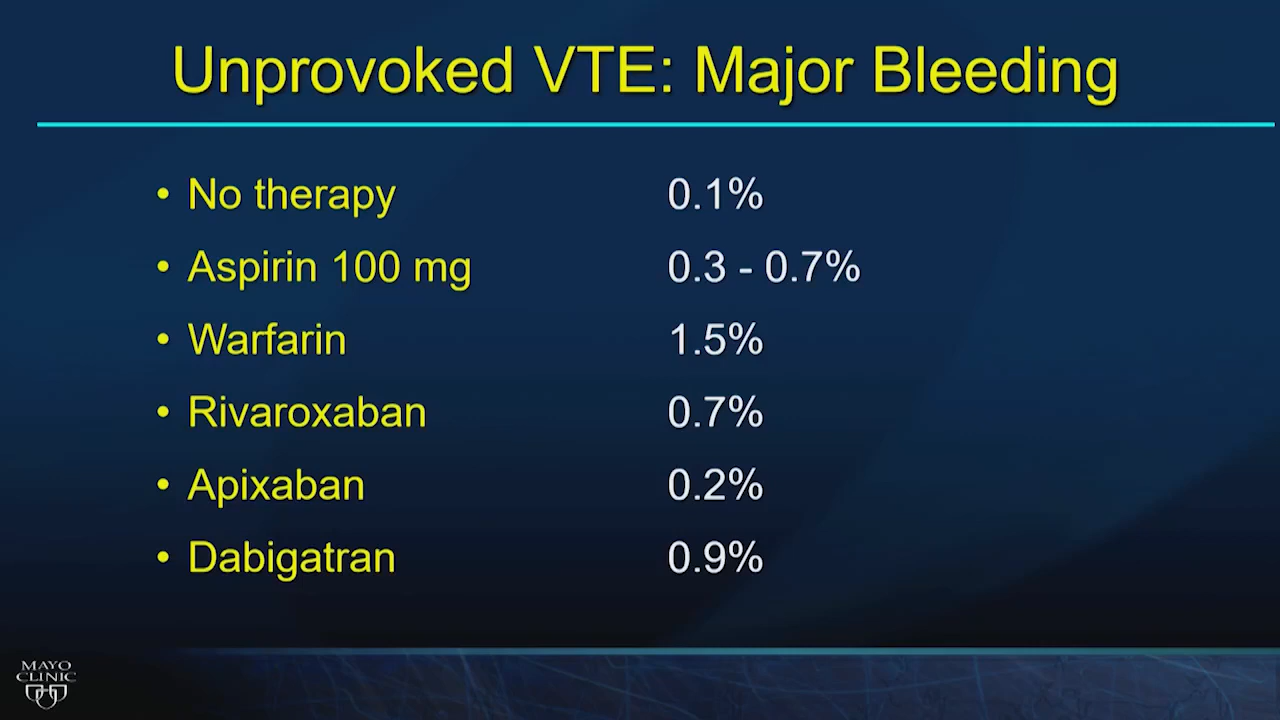 Unprovoked VTE: Major Bleeding
• No therapy 0.1%
• Aspirin 100 mg 0.3 - 0.7%
• Warfarin 1.5%
• Rivaroxaban 0.7%
• Apixaban 0.2%
• Dabigatran 0.9%
MAYO
CLINIC